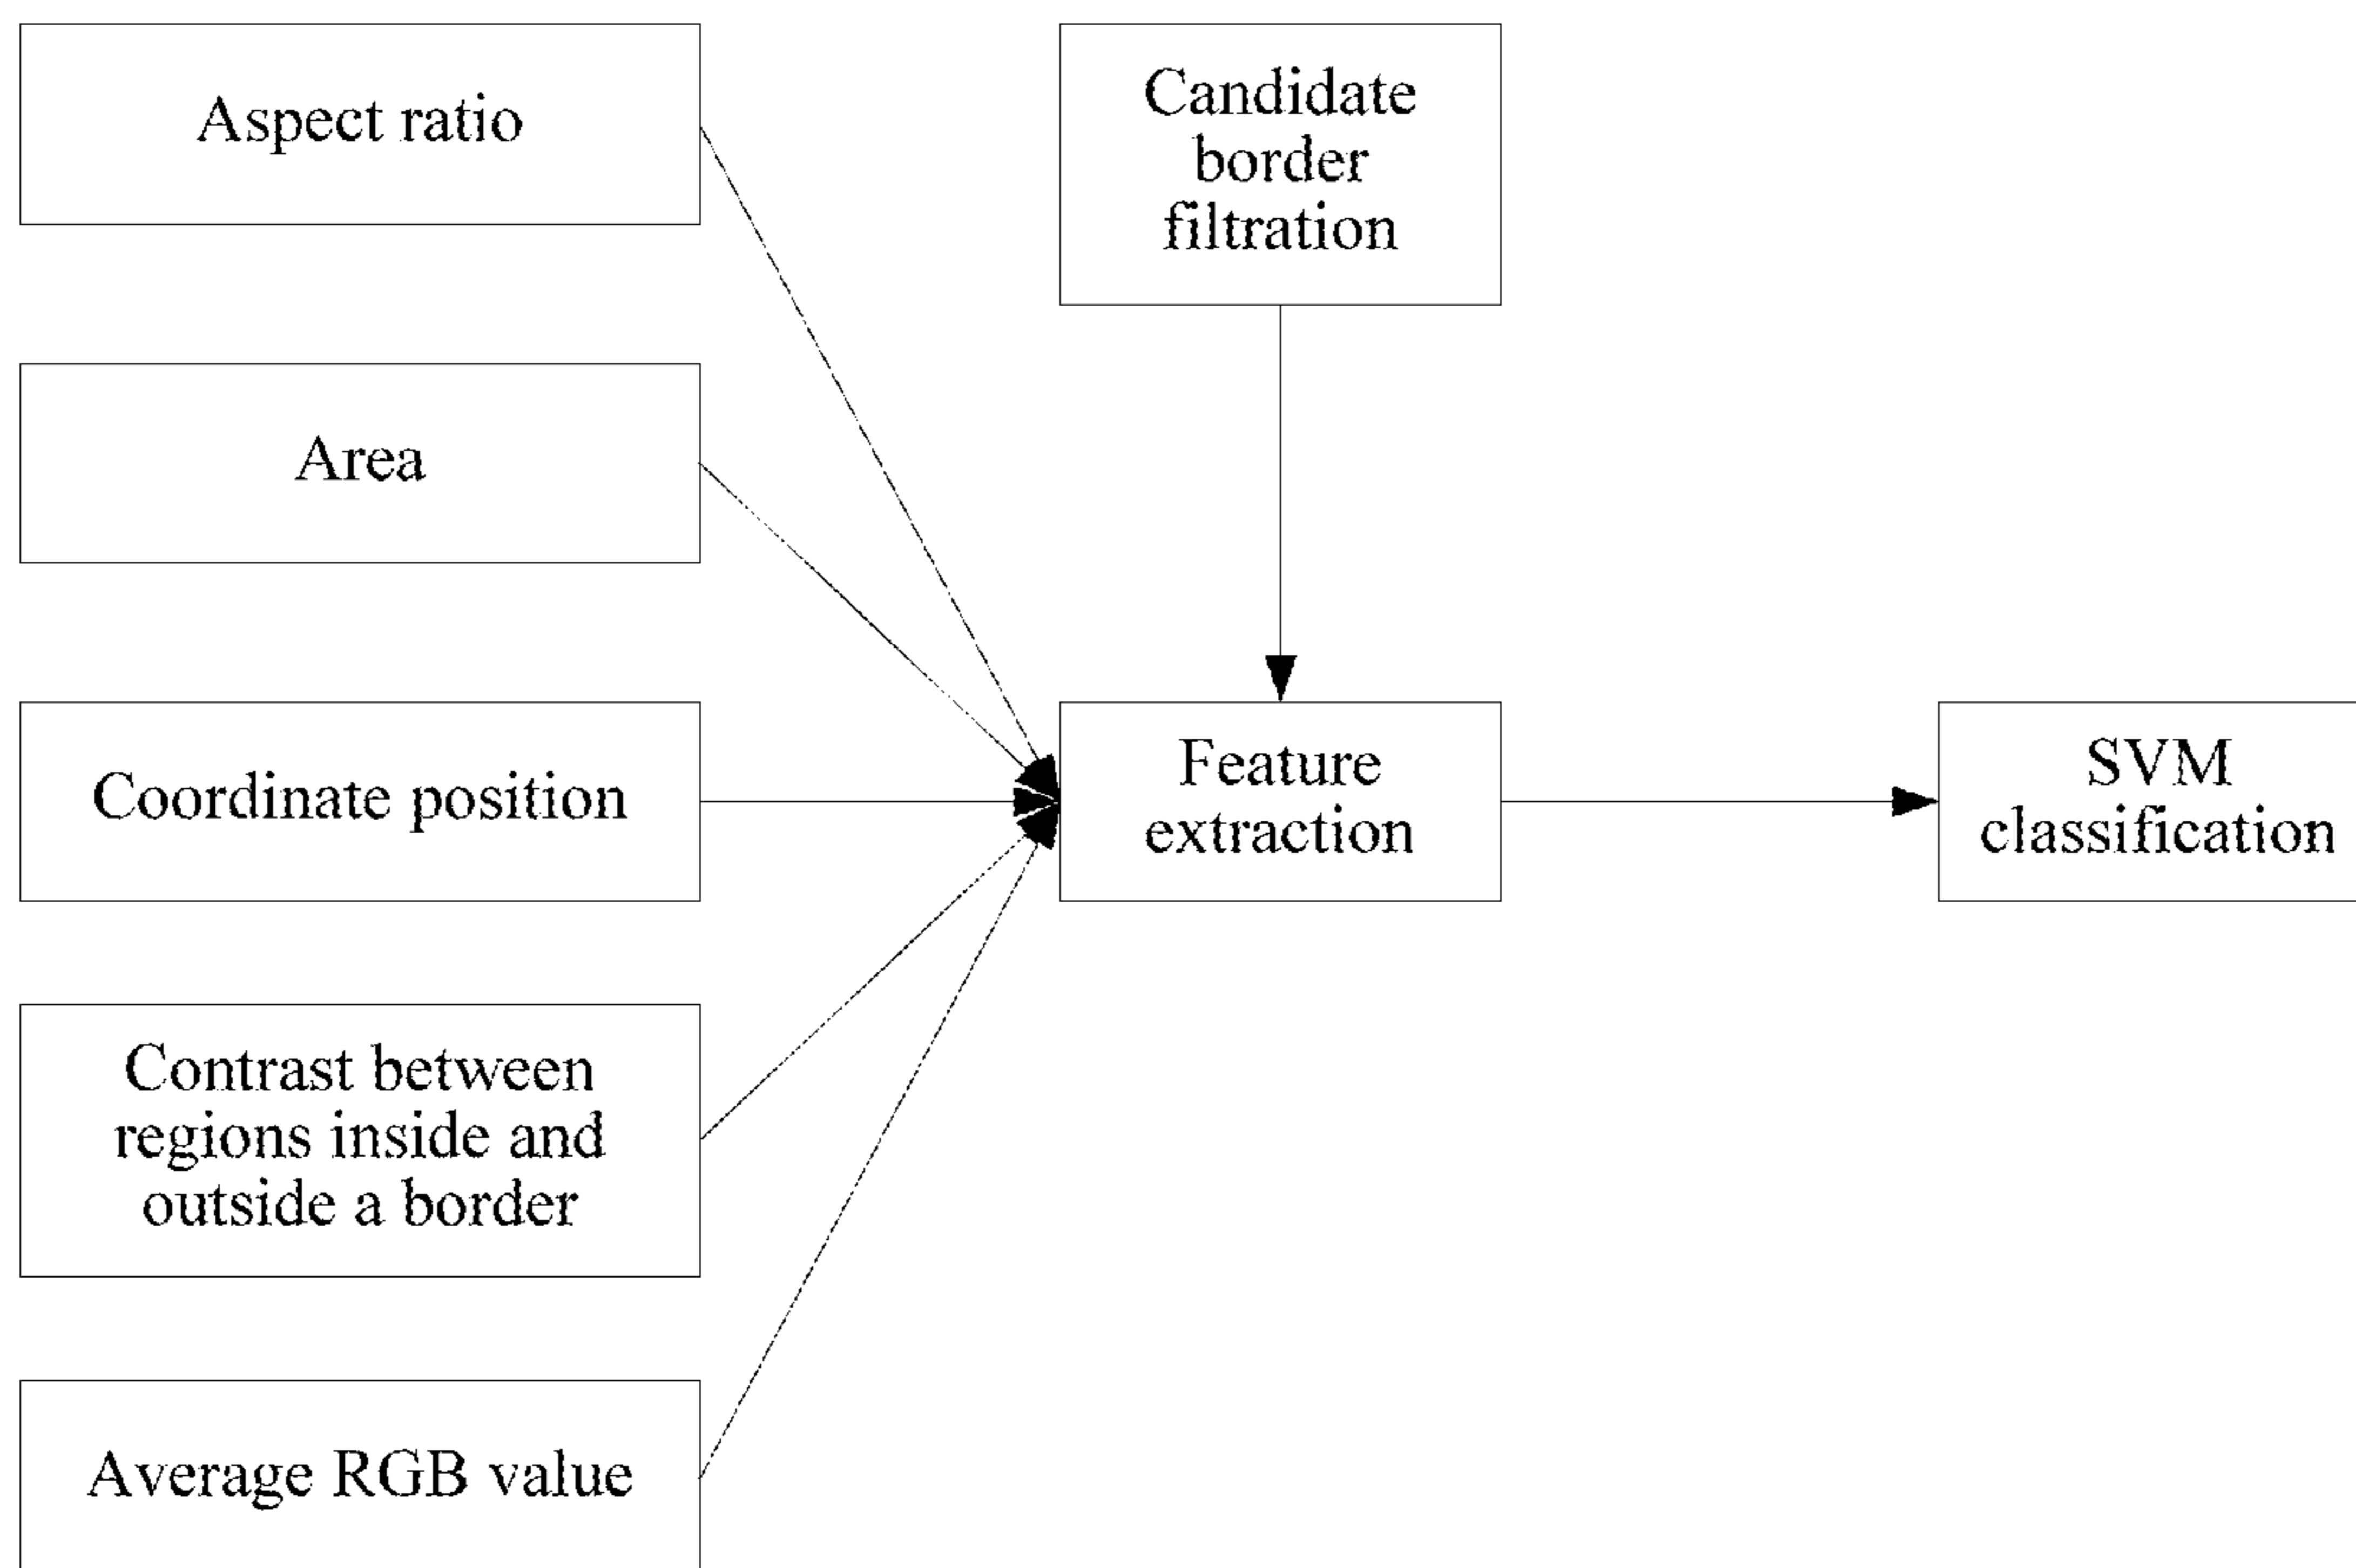 Aspect ratio
Candidate
border
filtration
Area
Coordinate position
Feature
extraction
SVM
classification
Contrast between
regions inside and
outside a border
Average RGB value